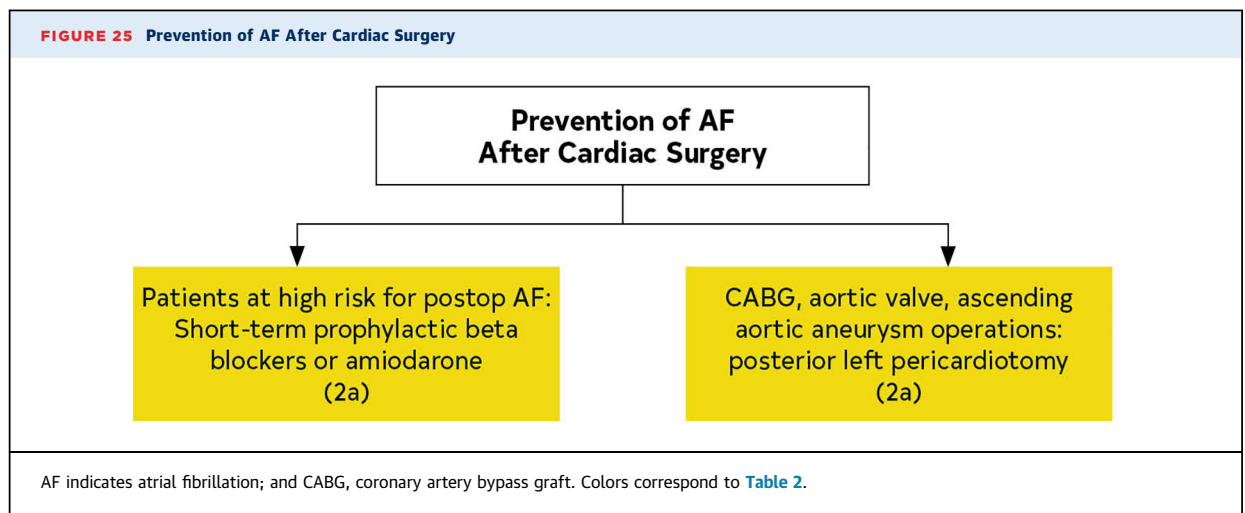 FIGURE 25 Prevention of AF After Cardiac Surgery
Prevention of AF
After Cardiac Surgery
Patients at high risk for postop AF:
Short-term prophylactic beta
blockers or amiodarone
(2a)
CABG, aortic valve, ascending
aortic aneurysm operations:
posterior left pericardiotomy
(2a)
AF indicates atrial fibrillation; and CABG, coronary artery bypass graft. Colors correspond to Table 2.